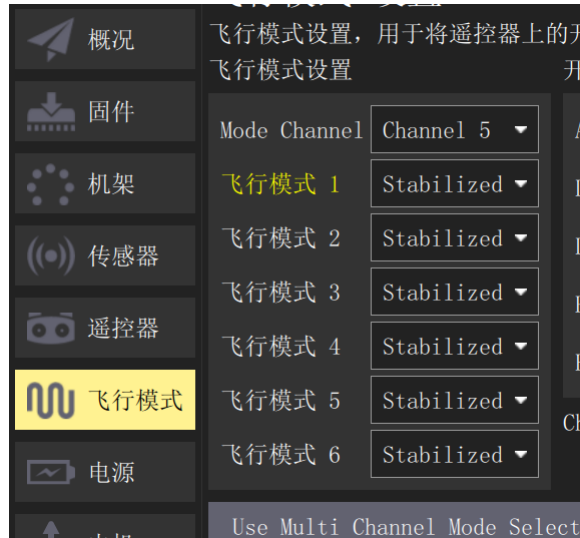 概况
固件
机架
传感器
遥控器
飞行模式
电源
飞行模式设置，用于将遥控器上的
飞行模式设置
Mode Channel Channel 5
飞行模式 1 Stabilized
飞行模式 2 Stabilized
飞行模式 3 Stabilized
飞行模式 4 Stabilized
飞行模式 5 Stabilized
飞行模式 6 Stabilized
Use Multi Channel Mode Select